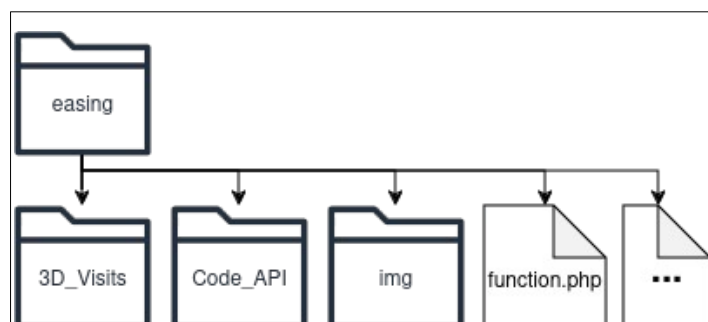 easing
3D_Visits Code_API img function.php ...